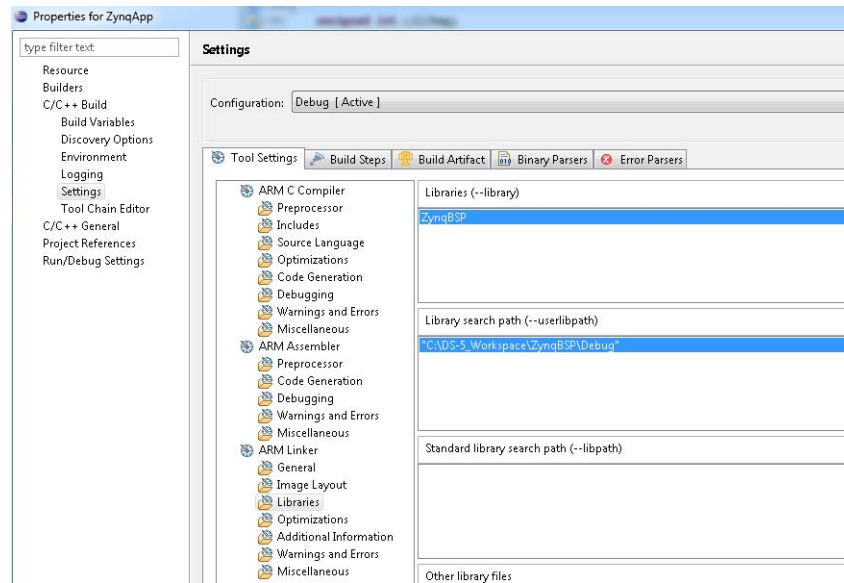 Properties for ZynqApp
type filter text
Resource
Builders
C/C++ Build
Build Variables
Discovery Options
Environment
Logging
Settings
Tool Chain Editor
C/C++ General
Project References
Run/Debug Settings
Settings
Configuration: Debug [ Active ]
Tool Settings Build Steps Build Artifact Binary Parsers Error Parsers
ARM C Compiler
Preprocessor
Includes
Source Language
Optimizations
Code Generation
Debugging
Warnings and Errors
Miscellaneous
ARM Assembler
Preprocessor
Code Generation
Debugging
Warnings and Errors
Miscellaneous
ARM Linker
General
Image Layout
Libraries
Optimizations
Additional Information
Warnings and Errors
Miscellaneous
Libraries (--library)
ZynqBSP
Library search path (--userlibpath)
"C:\DS-5_Workspace\ZynqBSP\Debug"
Standard library search path (--libpath)
Other library files